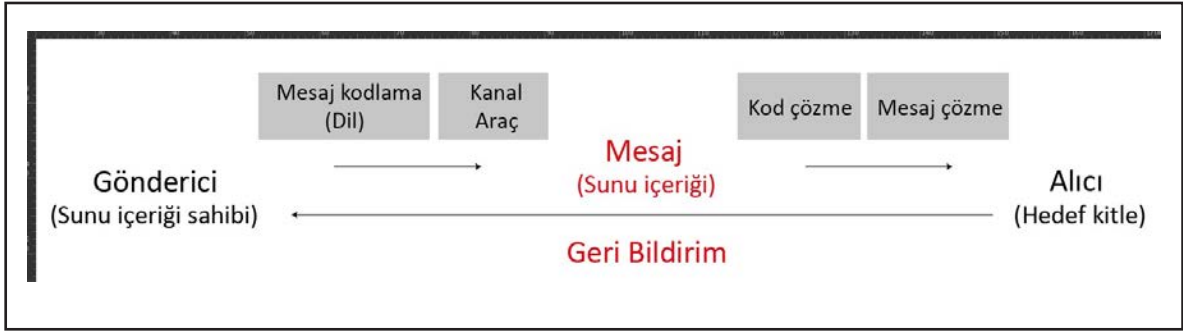 Mesaj kodlama
(Dil)
Kanal
Araç
Kod çözme
Mesaj çözme
Mesaj
(Sunu içeriği)
Gönderici
(Sunu içeriği sahibi)
Alıcı
(Hedef kitle)
Geri Bildirim